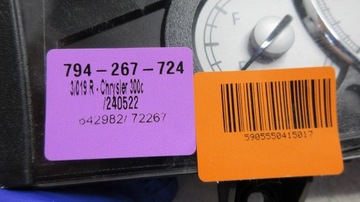 794-267-724
3/019 R - Chrysler 300c
/240522
642982/ 72267
F
5905550415017